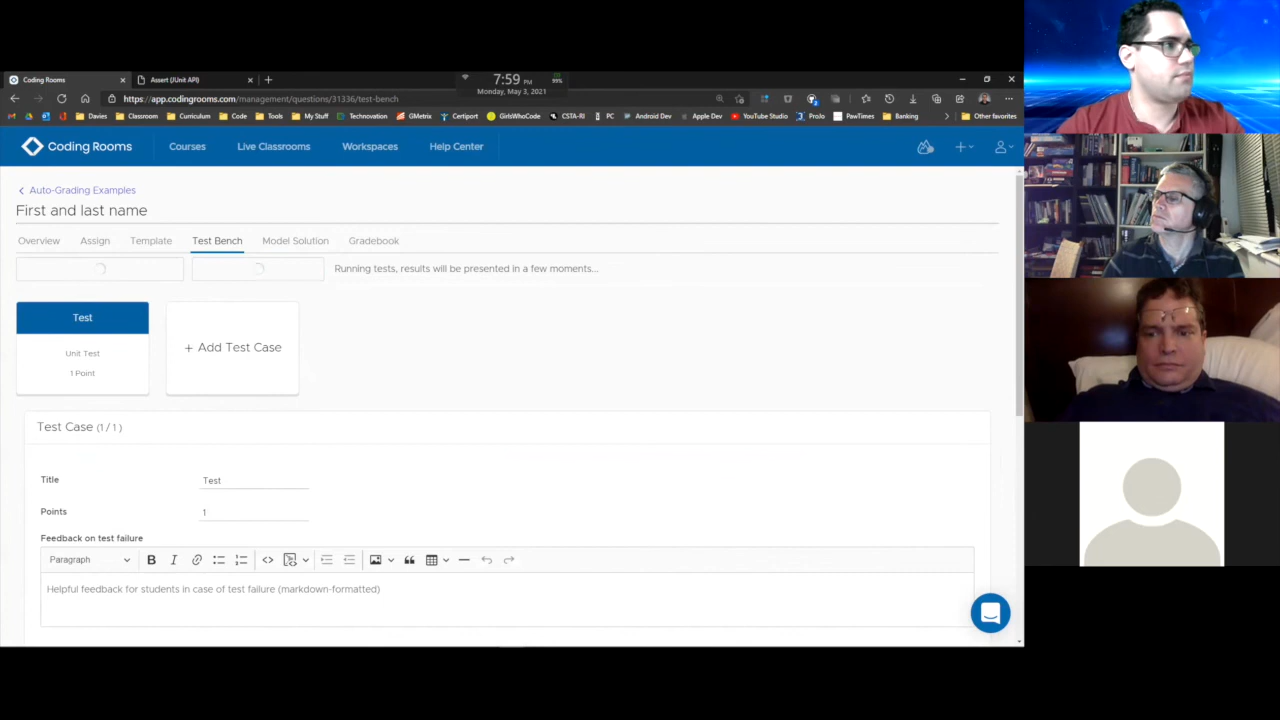 Coding Rooms
Assert (JUnit API)
7:59 PM
99%
Monday, May 3, 2021
https://app.codingrooms.com/management/questions/31336/test-bench
Davies Classroom Curriculum Code Tools My Stuff Technovation GMetrix Certiport GirlsWhoCode CSTA-RI PC Android Dev Apple Dev YouTube Studio ProJo PawTimes Banking Other favorites
Coding Rooms Courses Live Classrooms Workspaces Help Center
Auto-Grading Examples
First and last name
Overview Assign Template Test Bench Model Solution Gradebook
Running tests, results will be presented in a few moments...
Test
Unit Test
1 Point
+ Add Test Case
Test Case (1 / 1 )
Title Test
Points 1
Feedback on test failure
Paragraph
Helpful feedback for students in case of test failure (markdown-formatted)